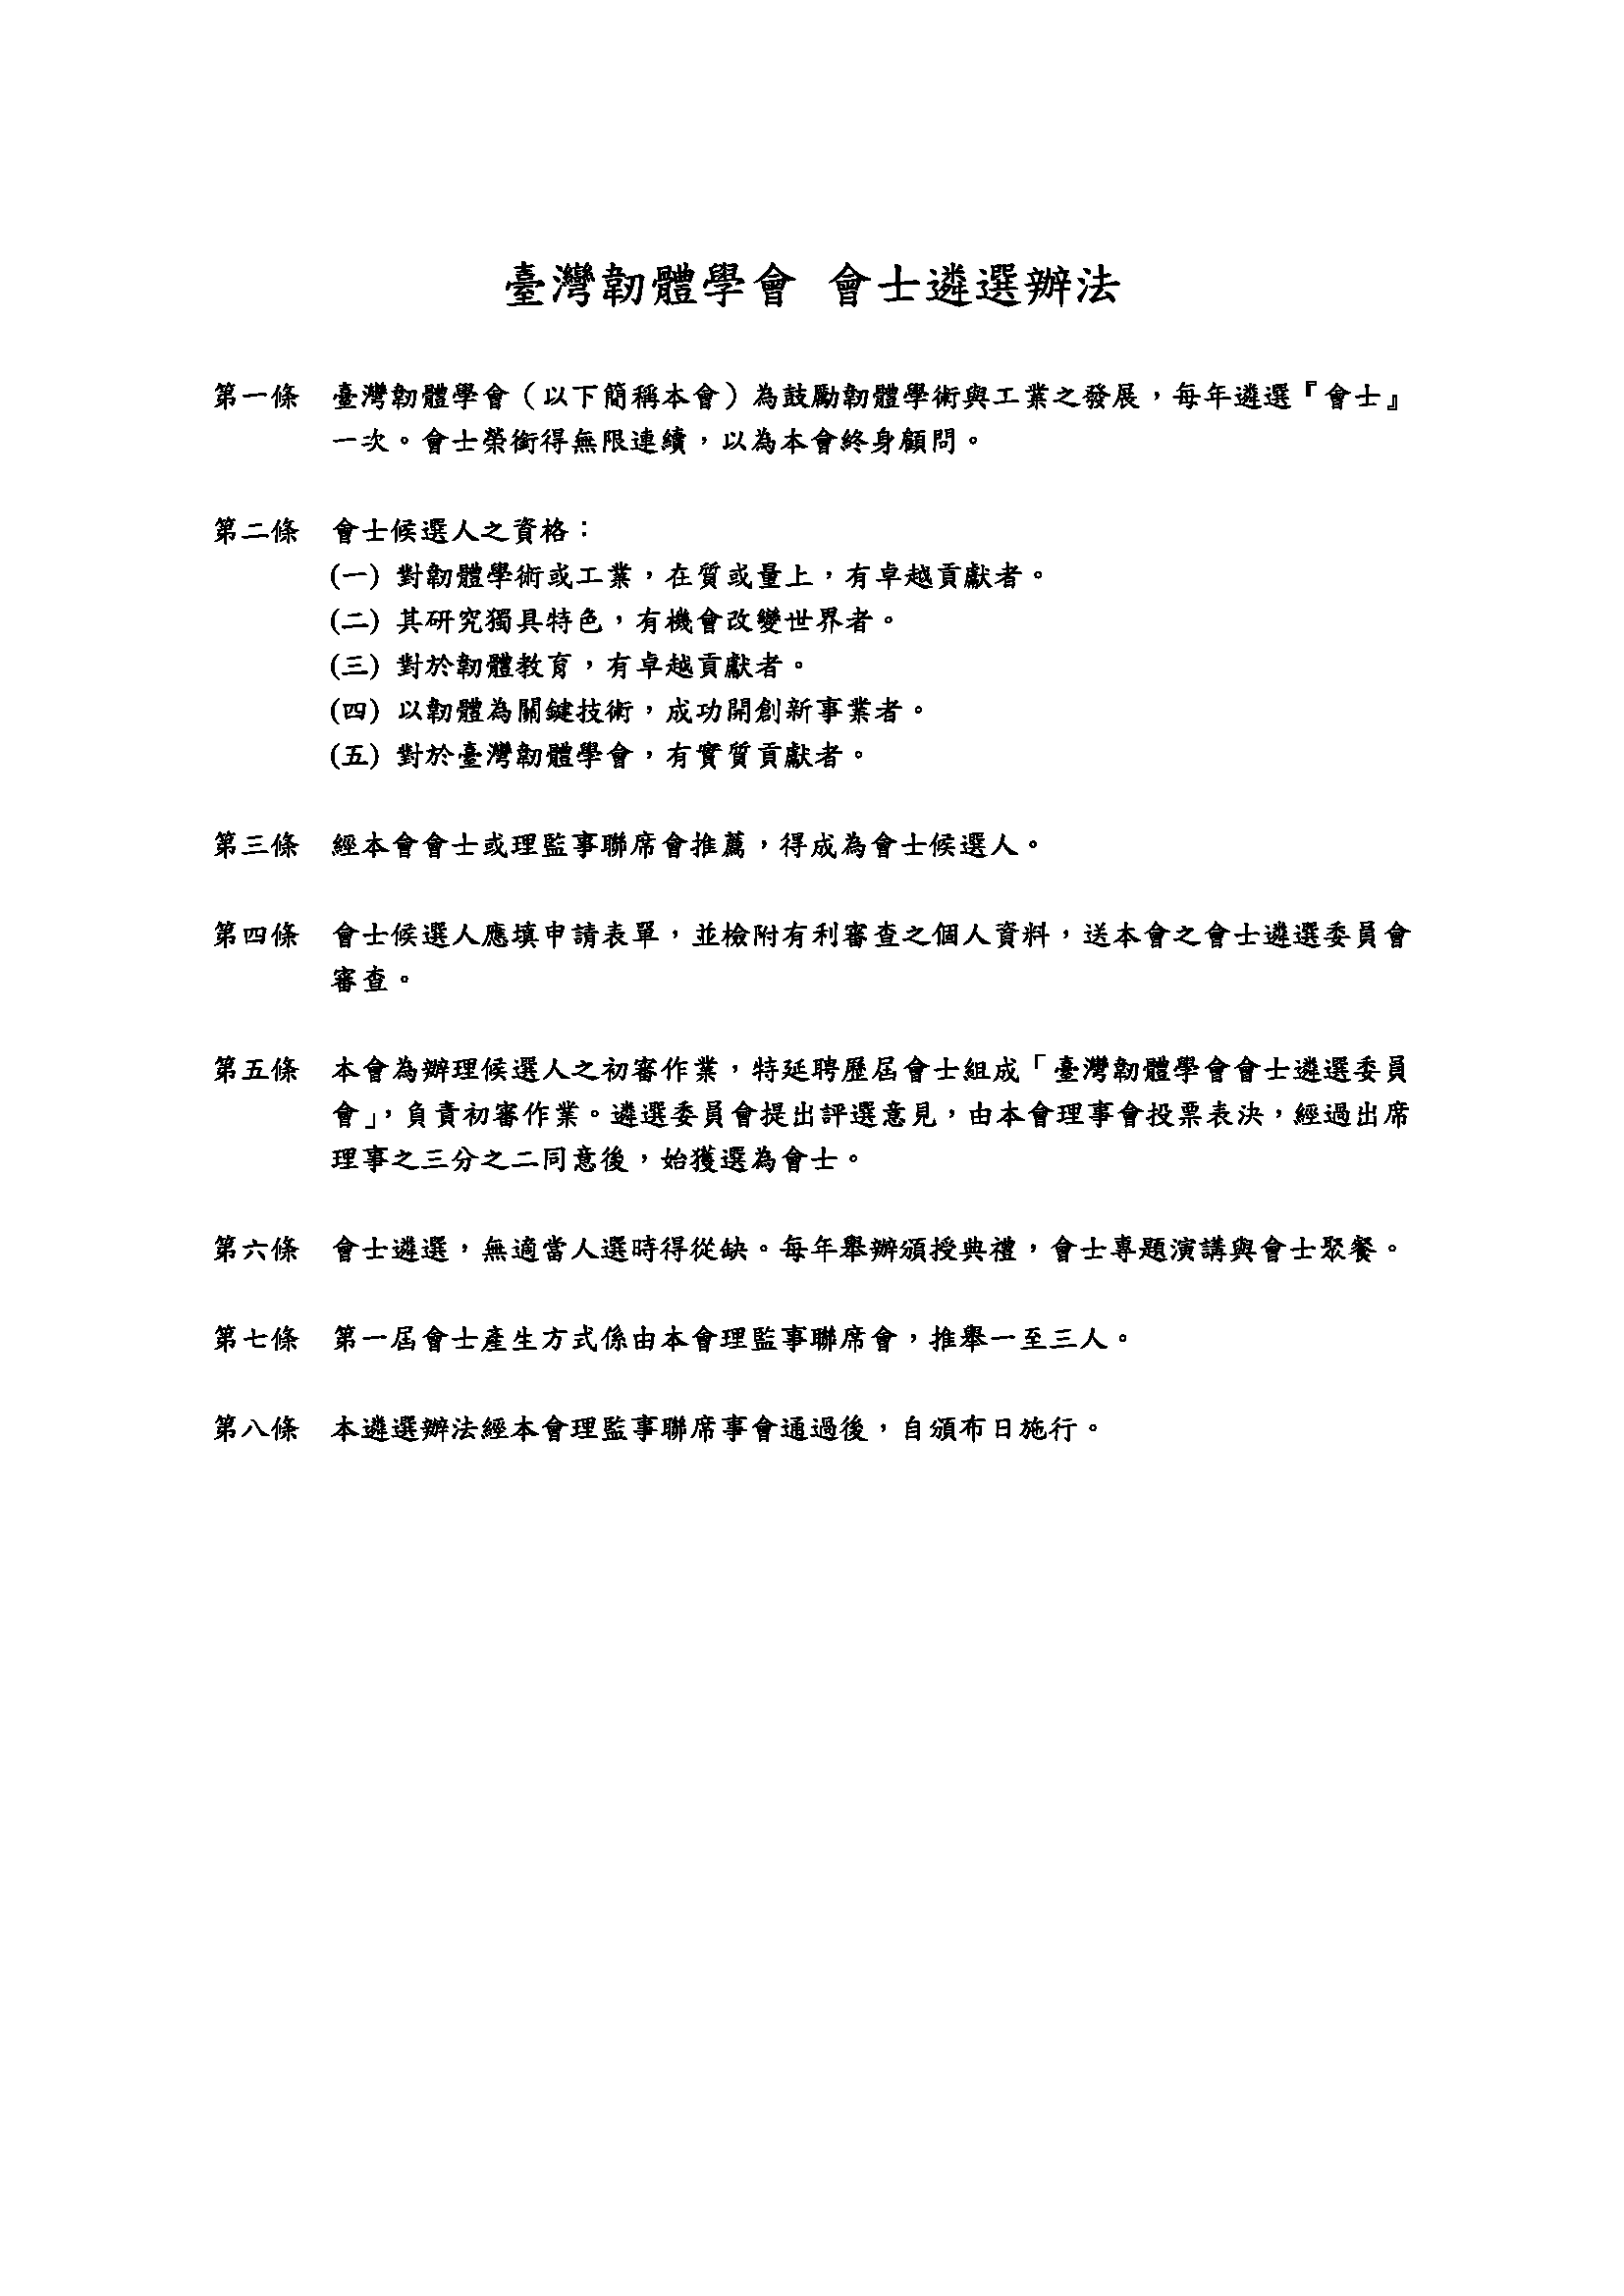 臺灣韌體學會 會士遴選辦法
第一條 臺灣韌體學會（以下簡稱本會）為鼓勵韌體學術與工業之發展，每年遴選『會士』
一次。會士榮銜得無限連續，以為本會終身顧問。
第二條 會士候選人之資格：
(一) 對韌體學術或工業，在質或量上，有卓越貢獻者。
(二) 其研究獨具特色，有機會改變世界者。
(三) 對於韌體教育，有卓越貢獻者。
(四) 以韌體為關鍵技術，成功開創新事業者。
(五) 對於臺灣韌體學會，有實質貢獻者。
第三條 經本會會士或理監事聯席會推薦，得成為會士候選人。
第四條 會士候選人應填申請表單，並檢附有利審查之個人資料，送本會之會士遴選委員會
審查。
第五條 本會為辦理候選人之初審作業，特延聘歷屆會士組成「臺灣韌體學會會士遴選委員
會」，負責初審作業。遴選委員會提出評選意見，由本會理事會投票表決，經過出席
理事之三分之二同意後，始獲選為會士。
第六條 會士遴選，無適當人選時得從缺。每年舉辦頒授典禮，會士專題演講與會士聚餐。
第七條 第一屆會士產生方式係由本會理監事聯席會，推舉一至三人。
第八條 本遴選辦法經本會理監事聯席事會通過後，自頒布日施行。